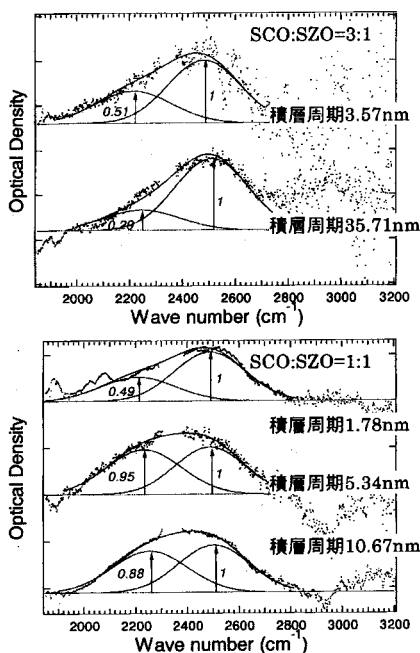 SCO:SZO=3:1
0.51
1
積層周期3.57nm
0.29
1
積層周期35.71nm
Optical Density
2000 2200 2400 2600 2800 3000 3200
Wave number (cm-1)
SCO:SZO=1:1
0.49
1
積層周期1.78nm
0.95
1
積層周期5.34nm
0.88
1
積層周期10.67nm
Optical Density
2000 2200 2400 2600 2800 3000 3200
Wave number (cm-1)